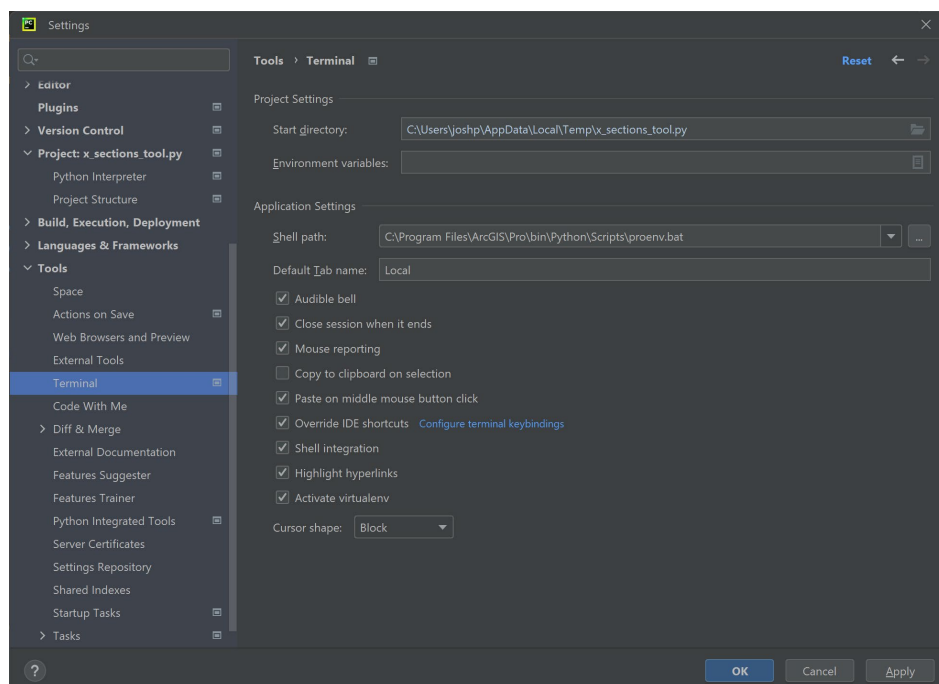 PC
Settings
Editor
Plugins
Version Control
Project: x_sections_tool.py
Python Interpreter
Project Structure
Build, Execution, Deployment
Languages & Frameworks
Tools
Space
Actions on Save
Web Browsers and Preview
External Tools
Terminal
Code With Me
Diff & Merge
External Documentation
Features Suggester
Features Trainer
Python Integrated Tools
Server Certificates
Settings Repository
Shared Indexes
Startup Tasks
Tasks
Tools › Terminal
Reset
Project Settings
Start directory: C:\Users\joshp\AppData\Local\Temp\x_sections_tool.py
Environment variables:
Application Settings
Shell path: C:\Program Files\ArcGIS\Pro\bin\Python\Scripts\proenv.bat ...
Default Tab name: Local
Audible bell
Close session when it ends
Mouse reporting
Copy to clipboard on selection
Paste on middle mouse button click
Override IDE shortcuts Configure terminal keybindings
Shell integration
Highlight hyperlinks
Activate virtualenv
Cursor shape: Block
? OK Cancel Apply